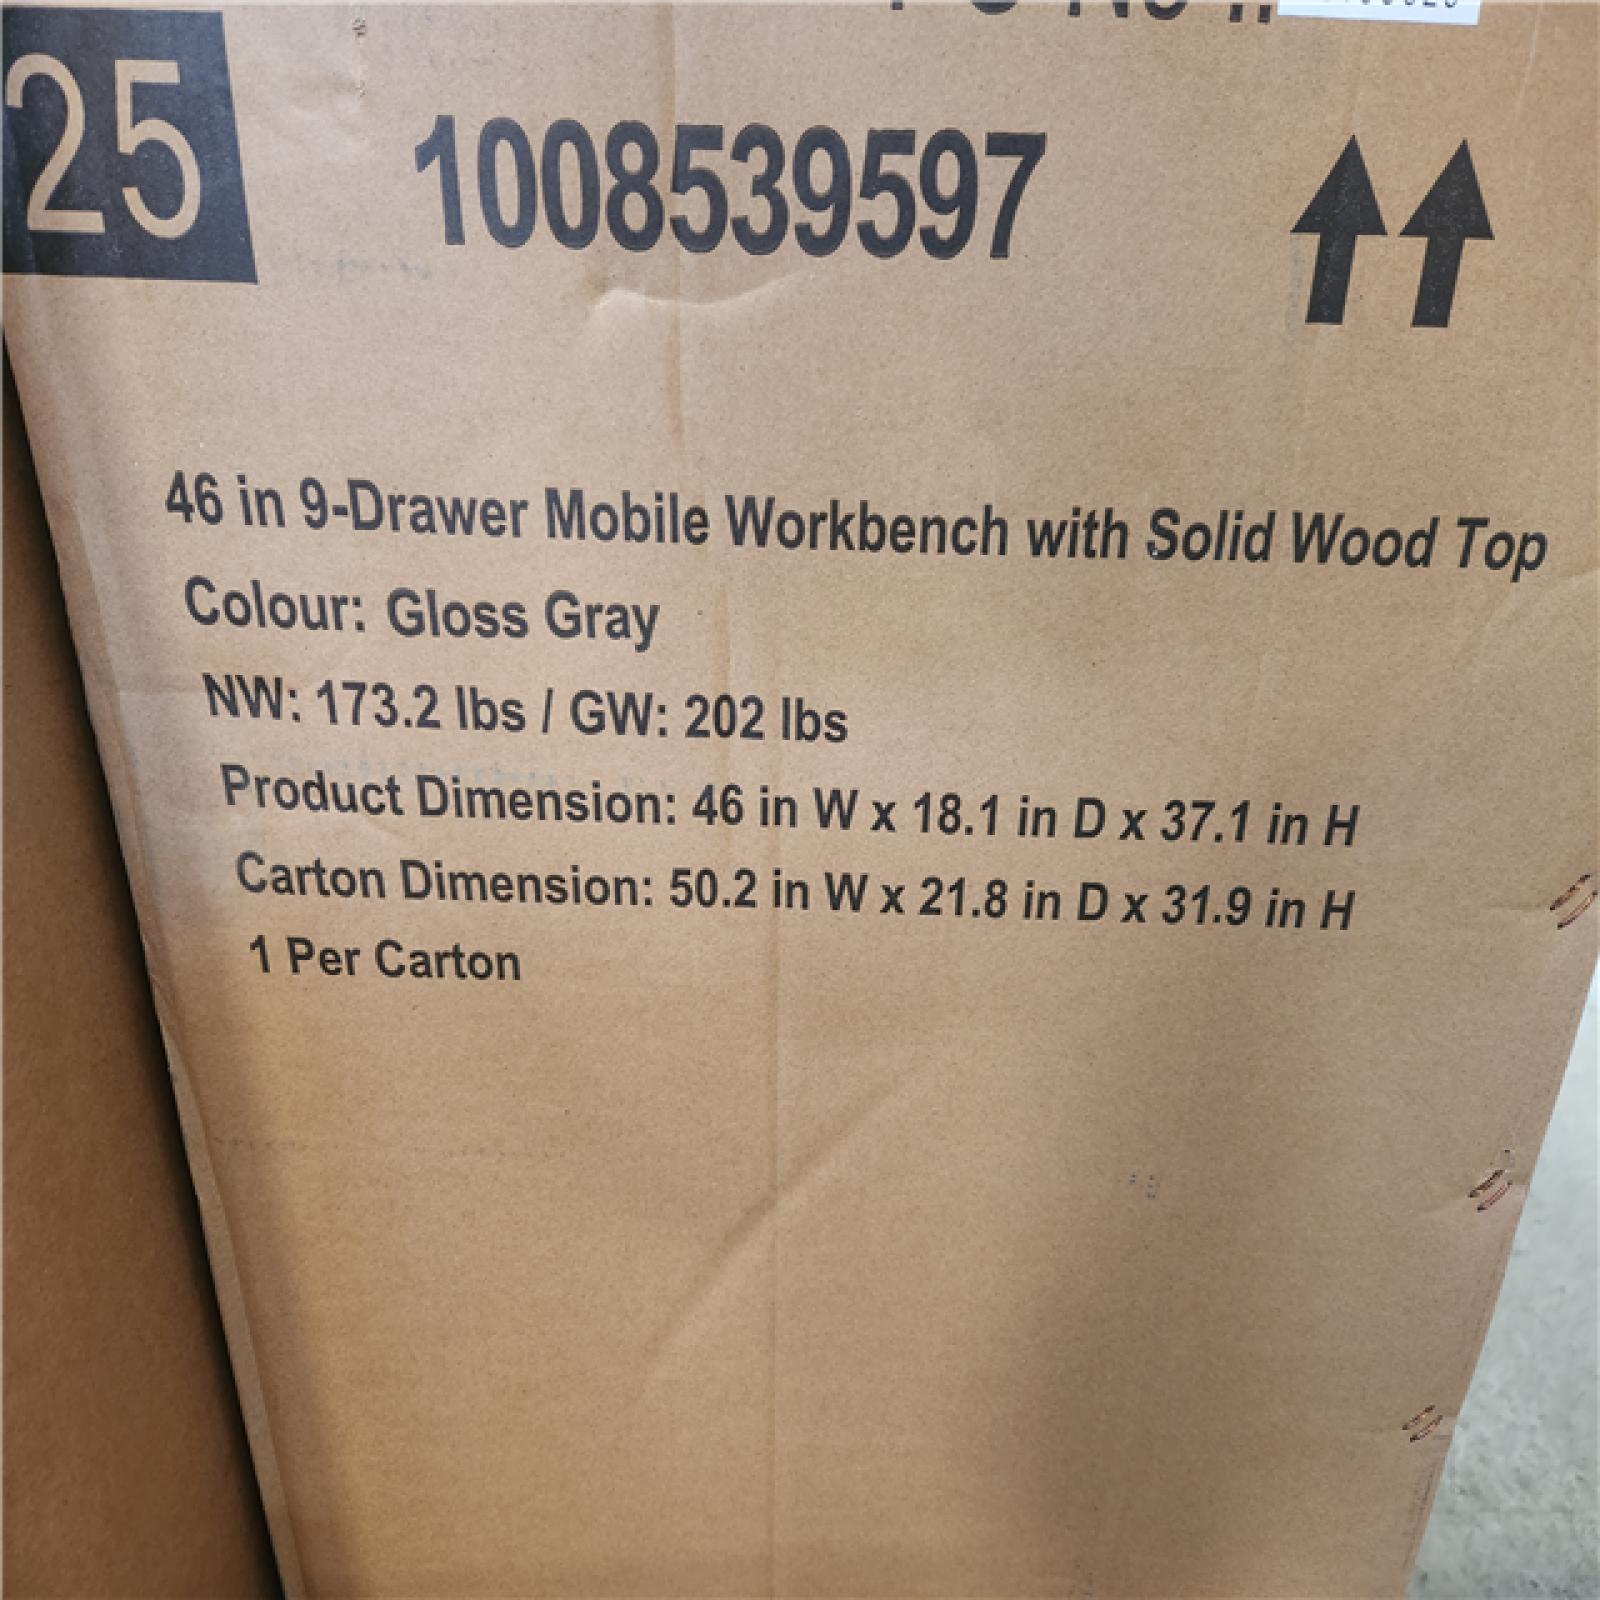 25
1008539597
46 in 9-Drawer Mobile Workbench with Solid Wood Top
Colour: Gloss Gray
NW: 173.2 lbs / GW: 202 lbs
Product Dimension: 46 in W x 18.1 in D x 37.1 in H
Carton Dimension: 50.2 in W x 21.8 in D x 31.9 in H
1 Per Carton